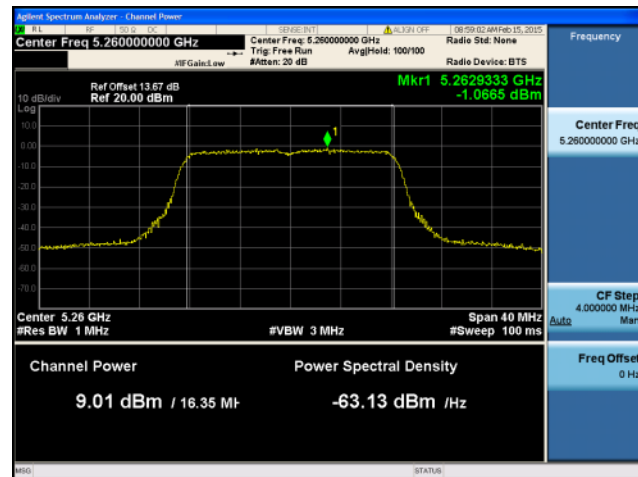 Agilent Spectrum Analyzer - Channel Power
RL RF 50 Ω DC SENSE:INT ALIGN OFF 08:59:02 AM Feb 15, 2015
Center Freq 5.260000000 GHz
Center Freq: 5.260000000 GHz Radio Std: None
Trig: Free Run Avg|Hold: 100/100
#IFGain:Low #Atten: 20 dB Radio Device: BTS
Frequency
Mkr1 5.2629333 GHz
-1.0665 dBm
Ref Offset 13.67 dB
10 dB/div Ref 20.00 dBm
Log
10.0
1
0.00
-10.0
-20.0
-30.0
-40.0
-50.0
-60.0
-70.0
Center 5.26 GHz Span 40 MHz
#Res BW 1 MHz #VBW 3 MHz #Sweep 100 ms
Channel Power Power Spectral Density
9.01 dBm / 16.35 MH -63.13 dBm /Hz
Center Freq
5.260000000 GHz
CF Step
4.000000 MHz
Auto Man
Freq Offset
0 Hz
MSG STATUS